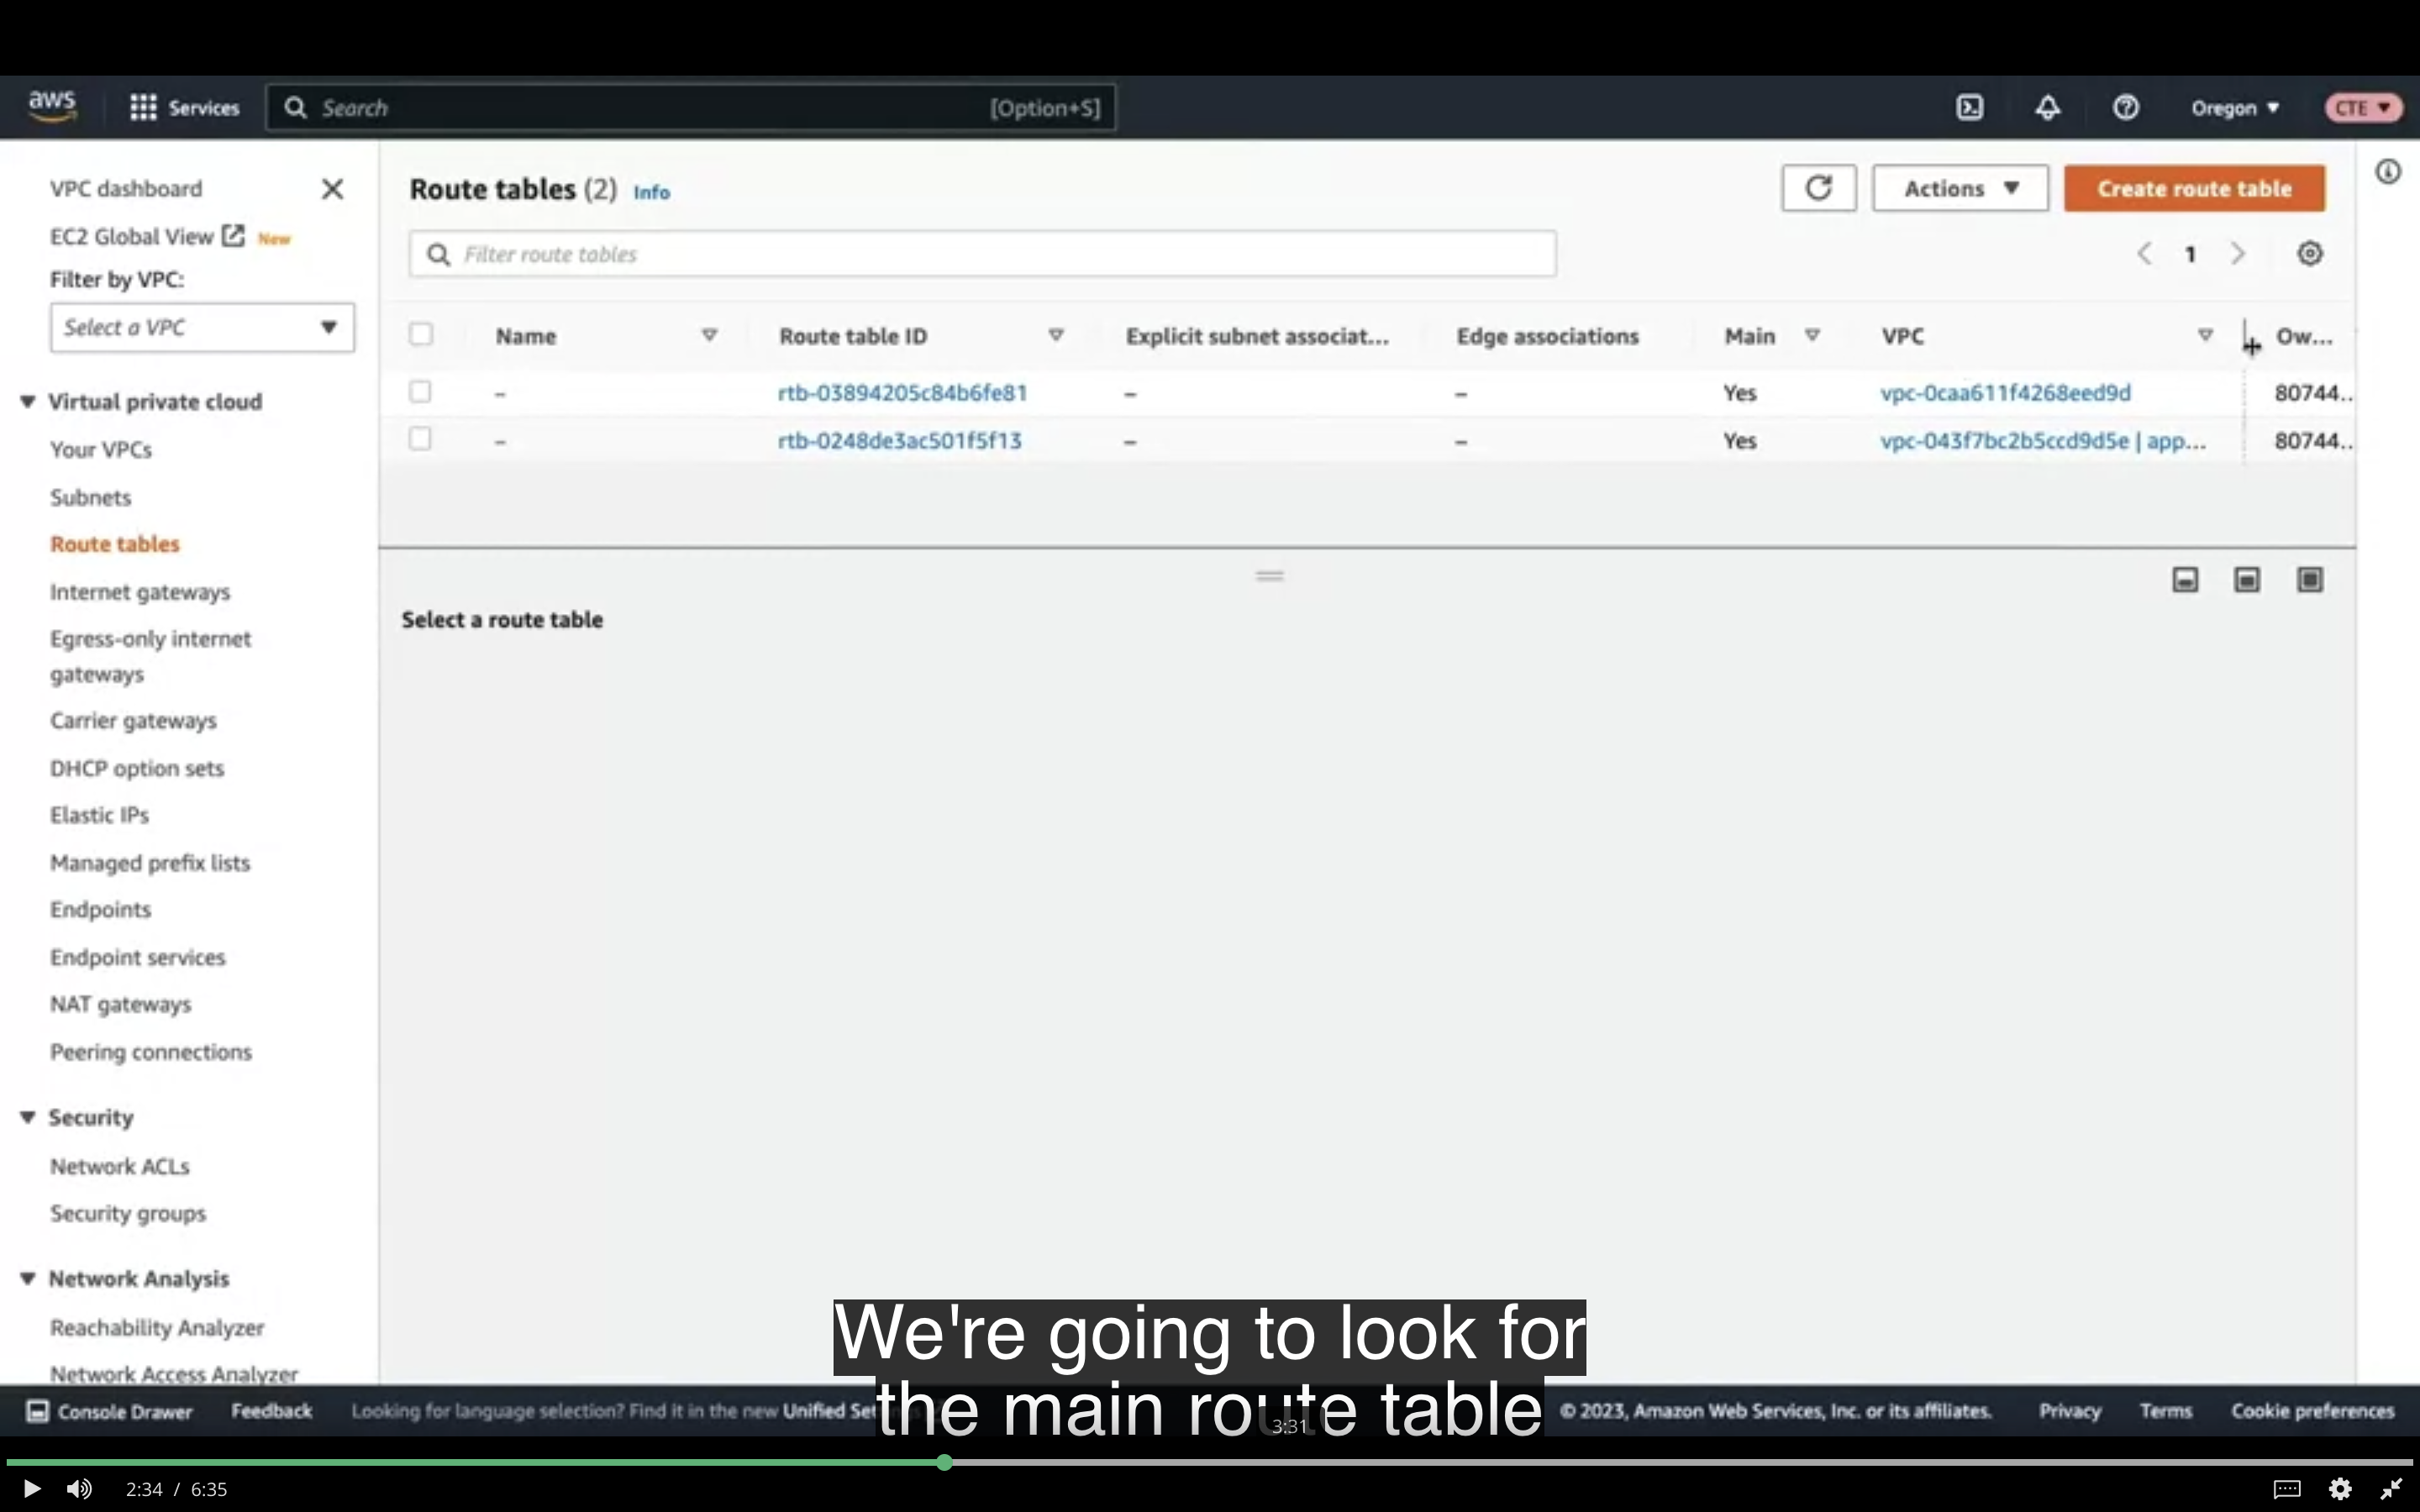 aws
Services
Search
[Option+S]
Oregon
CTE
VPC dashboard
EC2 Global View New
Filter by VPC:
Select a VPC
Virtual private cloud
Your VPCs
Subnets
Route tables
Internet gateways
Egress-only internet
gateways
Carrier gateways
DHCP option sets
Elastic IPs
Managed prefix lists
Endpoints
Endpoint services
NAT gateways
Peering connections
Security
Network ACLs
Security groups
Network Analysis
Reachability Analyzer
Network Access Analyzer
Route tables (2) Info
Actions
Create route table
Filter route tables
1
Name Route table ID Explicit subnet associat... Edge associations Main VPC Ow...
– rtb-03894205c84b6fe81 – – Yes vpc-0caa611f4268eed9d 80744..
– rtb-0248de3ac501f5f13 – – Yes vpc-043f7bc2b5ccd9d5e | app... 80744..
Select a route table
We're going to look for
the main route table
3:31
Console Drawer Feedback Looking for language selection? Find it in the new Unified Set
© 2023, Amazon Web Services, Inc. or its affiliates. Privacy Terms Cookie preferences
2:34 / 6:35